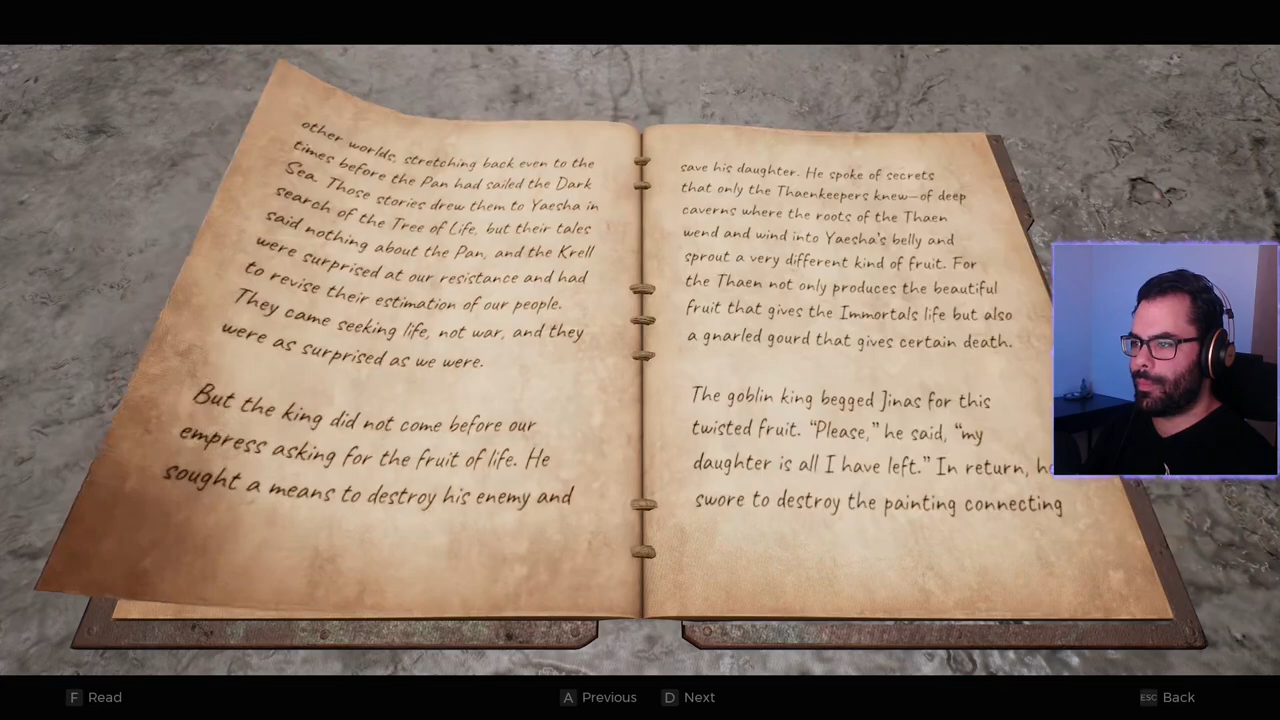 other worlds, stretching back even to the
times before the Pan had sailed the Dark
Sea. Those stories drew them to Yaesha in
search of the Tree of Life, but their tales
said nothing about the Pan, and the Krell
were surprised at our resistance and had
to revise their estimation of our people.
They came seeking life, not war, and they
were as surprised as we were.
But the king did not come before our
empress asking for the fruit of life. He
sought a means to destroy his enemy and
save his daughter. He spoke of secrets
that only the Thaenkeepers knew—of deep
caverns where the roots of the Thaen
wend and wind into Yaesha's belly and
sprout a very different kind of fruit. For
the Thaen not only produces the beautiful
fruit that gives the Immortals life but also
a gnarled gourd that gives certain death.
The goblin king begged Jinas for this
twisted fruit. "Please," he said, "my
daughter is all I have left." In return,
swore to destroy the painting connecting
F Read
A Previous
D Next
ESC Back